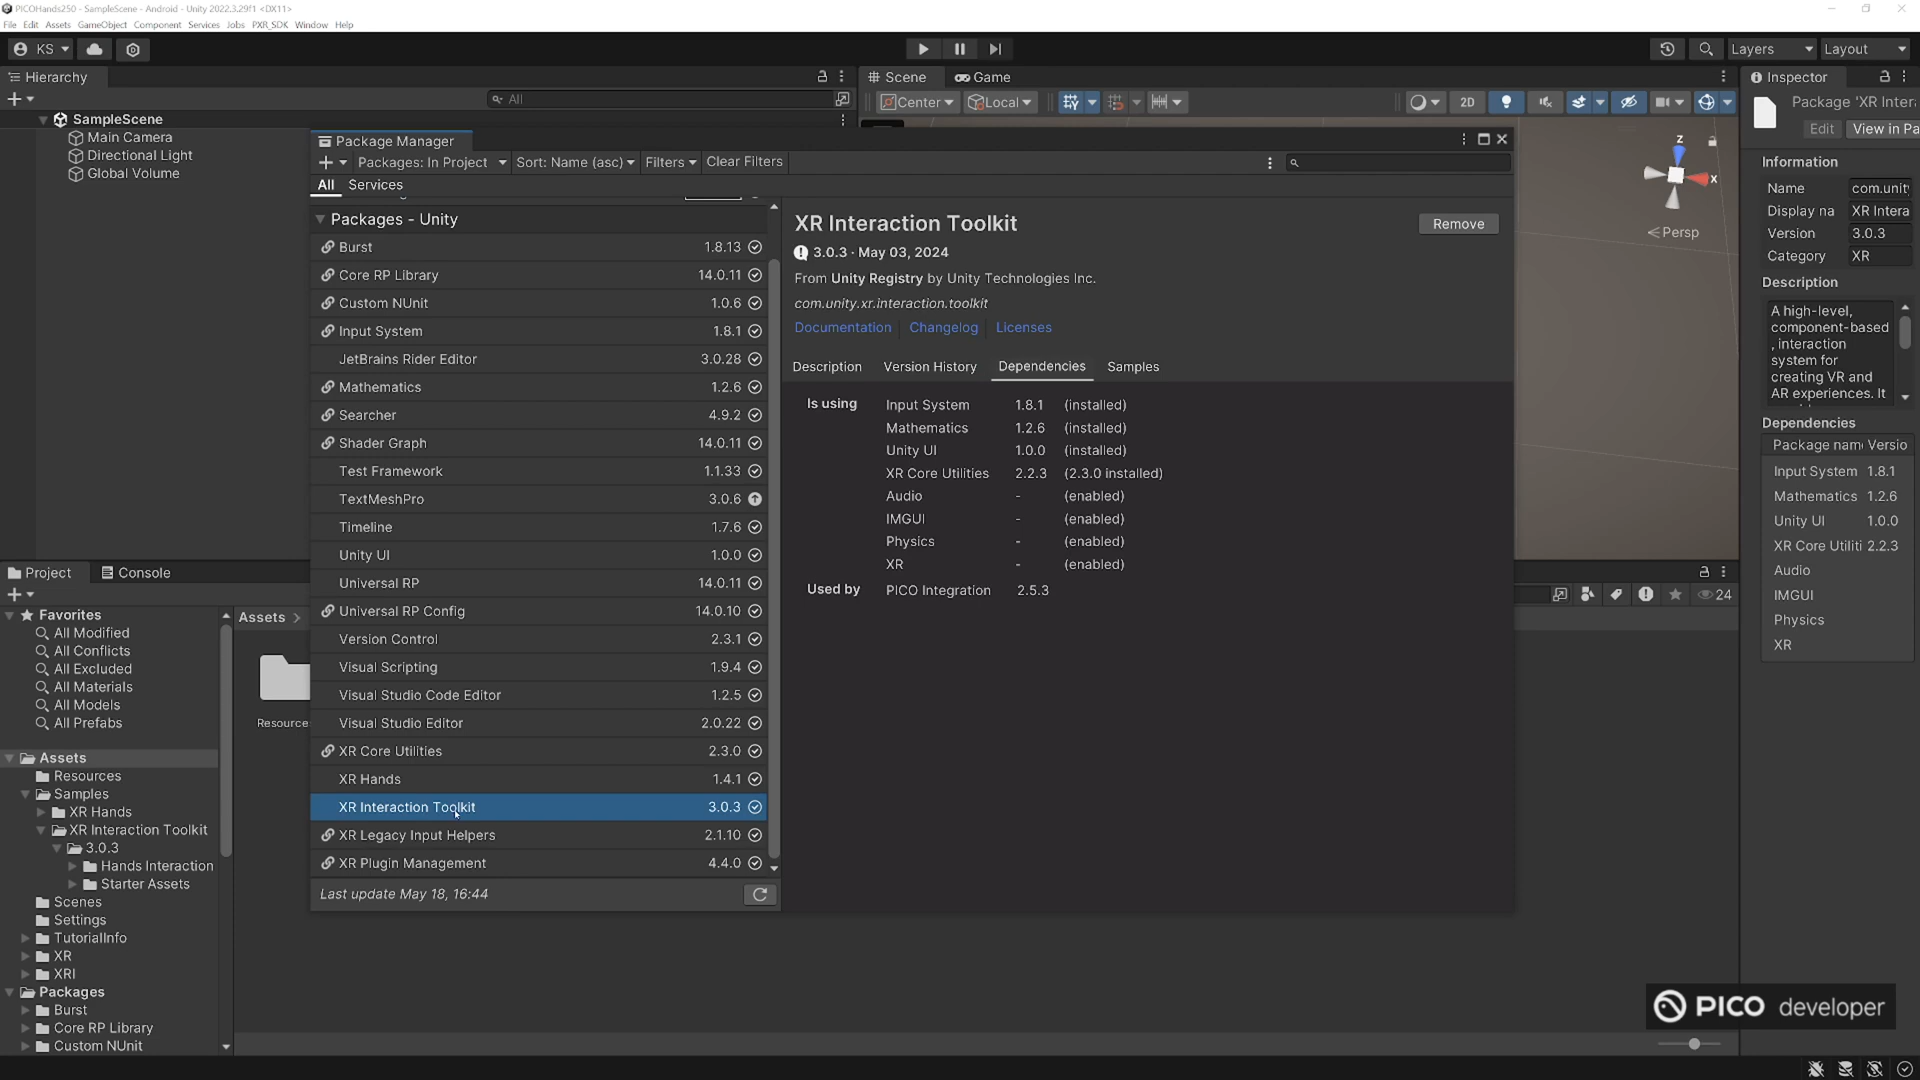 PICOHands250 - SampleScene - Android - Unity 2022.3.29f1 <DX11>
File Edit Assets GameObject Component Services Jobs PXR_SDK Window Help
KS Layers Layout
Hierarchy Scene Game Inspector
All Center Local 2D Package 'XR Inter
SampleScene
Main Camera
Directional Light
Global Volume
Edit View in Pa
Package Manager
Packages: In Project Sort: Name (asc) Filters Clear Filters
All Services
Packages - Unity
Burst 1.8.13
Core RP Library 14.0.11
Custom NUnit 1.0.6
Input System 1.8.1
JetBrains Rider Editor 3.0.28
Mathematics 1.2.6
Searcher 4.9.2
Shader Graph 14.0.11
Test Framework 1.1.33
TextMeshPro 3.0.6
Timeline 1.7.6
Unity UI 1.0.0
Universal RP 14.0.11
Universal RP Config 14.0.10
Version Control 2.3.1
Visual Scripting 1.9.4
Visual Studio Code Editor 1.2.5
Visual Studio Editor 2.0.22
XR Core Utilities 2.3.0
XR Hands 1.4.1
XR Interaction Toolkit 3.0.3
XR Legacy Input Helpers 2.1.10
XR Plugin Management 4.4.0
Last update May 18, 16:44
XR Interaction Toolkit Remove
3.0.3 · May 03, 2024
From Unity Registry by Unity Technologies Inc.
com.unity.xr.interaction.toolkit
Documentation Changelog Licenses
Description Version History Dependencies Samples
Is using Input System 1.8.1 (installed)
Mathematics 1.2.6 (installed)
Unity UI 1.0.0 (installed)
XR Core Utilities 2.2.3 (2.3.0 installed)
Audio - (enabled)
IMGUI - (enabled)
Physics - (enabled)
XR - (enabled)
Used by PICO Integration 2.5.3
z
x
< Persp
Information
Name com.unit
Display na XR Intera
Version 3.0.3
Category XR
Description
A high-level,
component-based
, interaction
system for
creating VR and
AR experiences. It
Dependencies
Package nam Versio
Input System 1.8.1
Mathematics 1.2.6
Unity UI 1.0.0
XR Core Utiliti 2.2.3
Audio
IMGUI
Physics
XR
Project Console
24
Favorites
All Modified
All Conflicts
All Excluded
All Materials
All Models
All Prefabs
Assets
Resources
Samples
XR Hands
XR Interaction Toolkit
3.0.3
Hands Interaction
Starter Assets
Scenes
Settings
TutorialInfo
XR
XRI
Packages
Burst
Core RP Library
Custom NUnit
Assets >
Resource
PICO developer